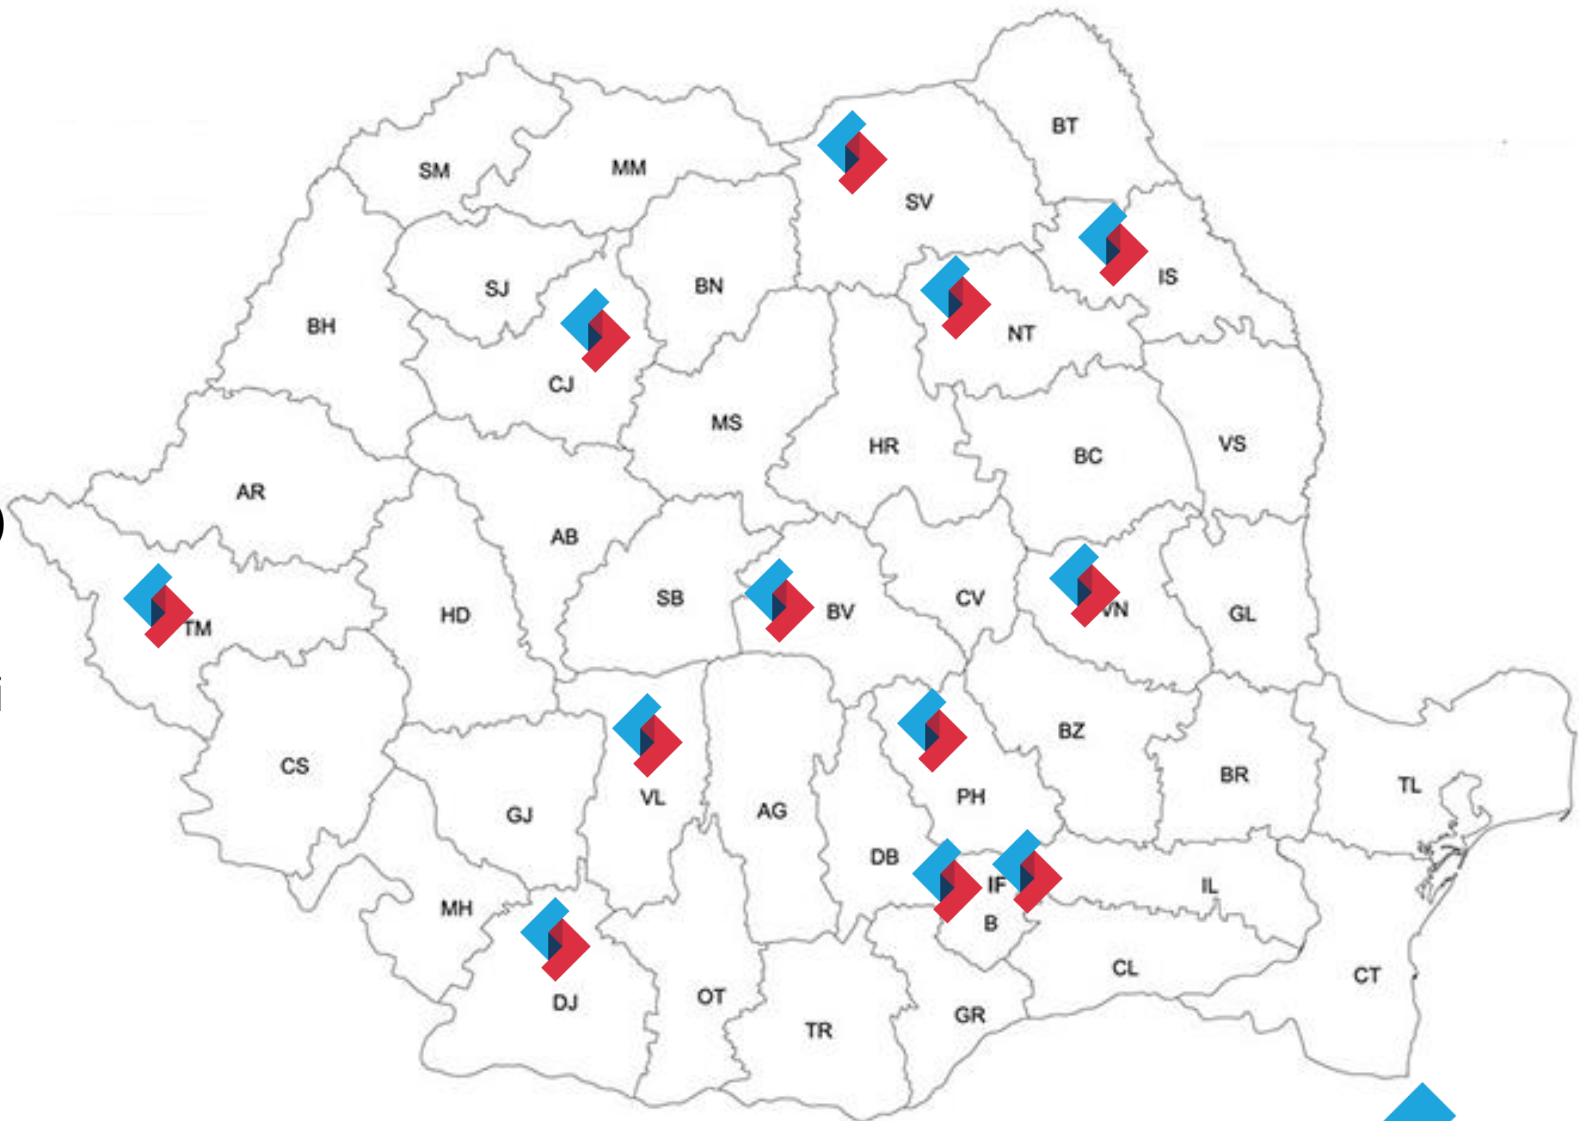 BT
SM
MM
SV
IS
SJ
BN
BH
NT
CJ
MS
HR
VS
BC
AR
)
AB
SB
CV
BV
VN
HD
GL
TM
i
BZ
CS
BR
TL
PH
VL
AG
GJ
DB
IF
IL
MH
B
CL
CT
OT
DJ
GR
TR